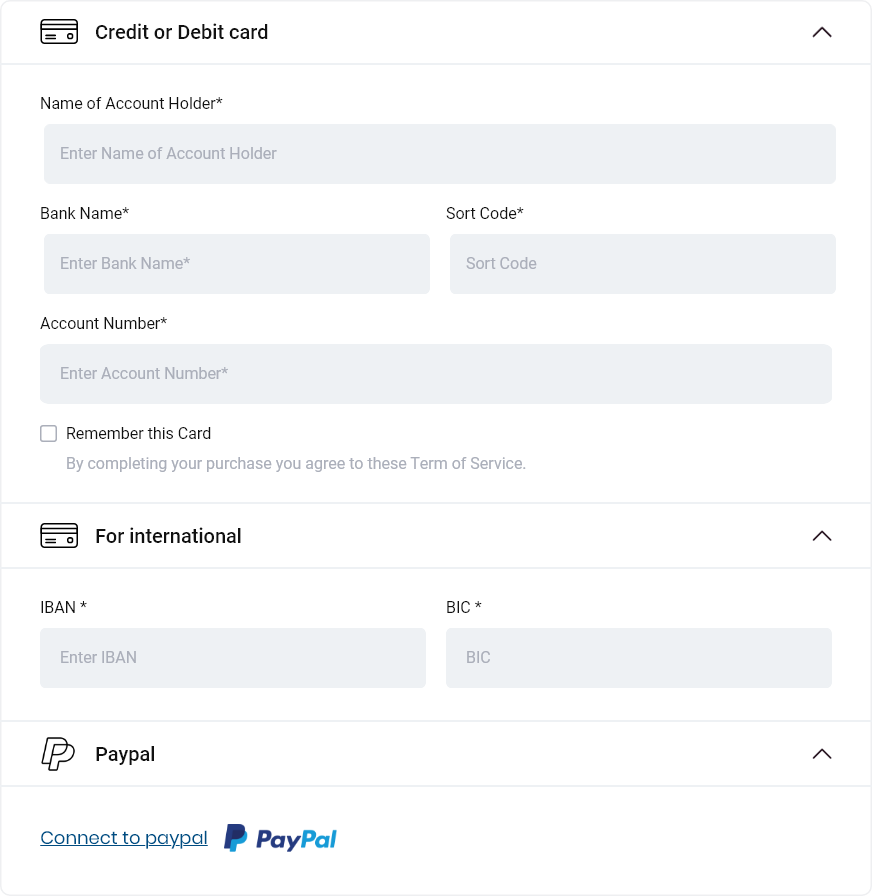 Credit or Debit card
Name of Account Holder*
Enter Name of Account Holder
Bank Name* Sort Code*
Enter Bank Name* Sort Code
Account Number*
Enter Account Number*
Remember this Card
By completing your purchase you agree to these Term of Service.
For international
IBAN * BIC *
Enter IBAN BIC
Paypal
Connect to paypal PayPal